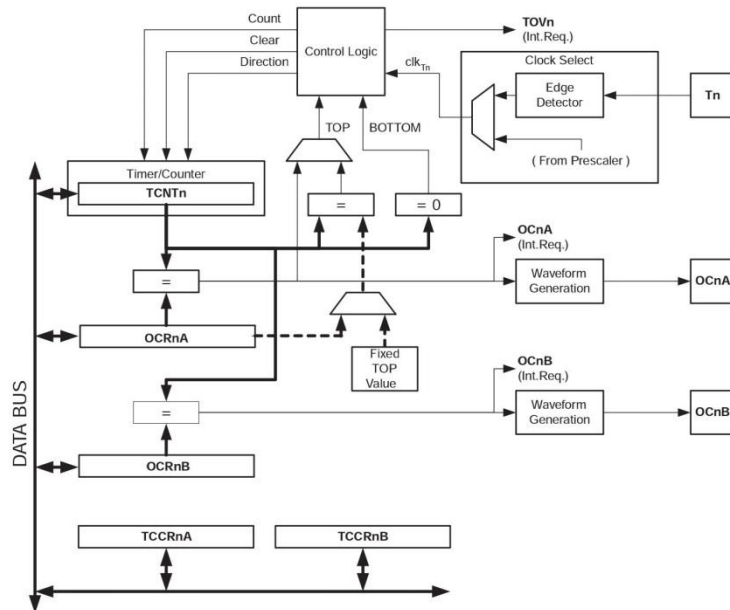 Count
Clear
Direction
Control Logic
TOVn
(Int.Req.)
clkTn
Clock Select
Edge
Detector
Tn
( From Prescaler )
TOP
BOTTOM
Timer/Counter
TCNTn
=
= 0
OCnA
(Int.Req.)
=
Waveform
Generation
OCnA
OCRnA
Fixed
TOP
Value
OCnB
(Int.Req.)
=
Waveform
Generation
OCnB
OCRnB
DATA BUS
TCCRnA
TCCRnB